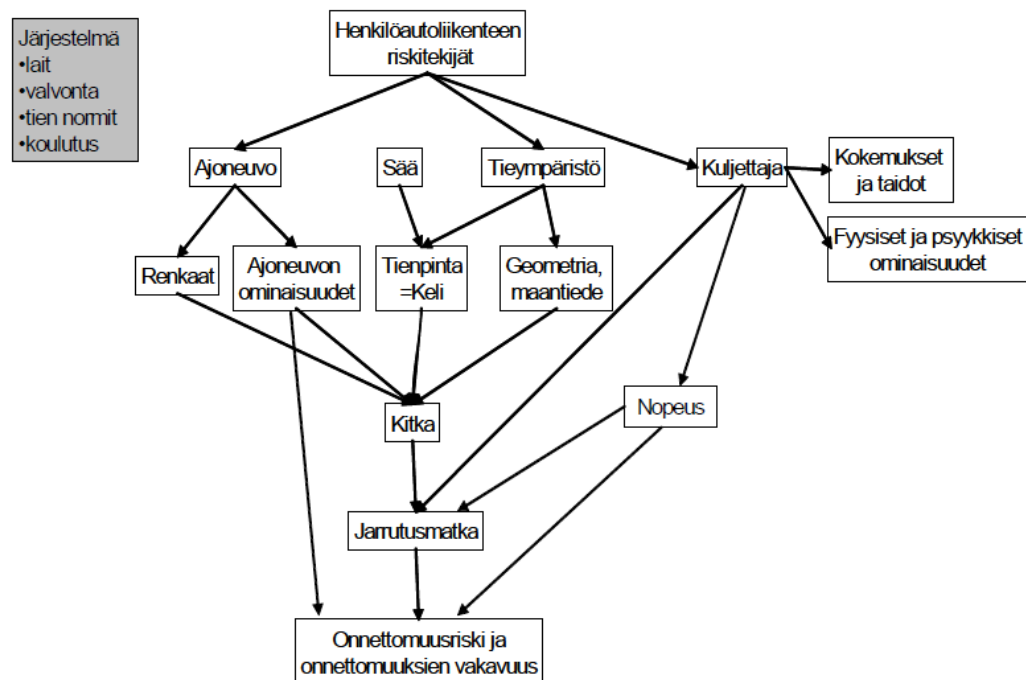 Järjestelmä
•lait
•valvonta
•tien normit
•koulutus
Henkilöautoliikenteen
riskitekijät
Ajoneuvo
Sää
Tieympäristö
Kuljettaja
Kokemukset
ja taidot
Fyysiset ja psyykkiset
ominaisuudet
Renkaat
Ajoneuvon
ominaisuudet
Tienpinta
=Keli
Geometria,
maantiede
Kitka
Nopeus
Jarrutusmatka
Onnettomuusriski ja
onnettomuuksien vakavuus